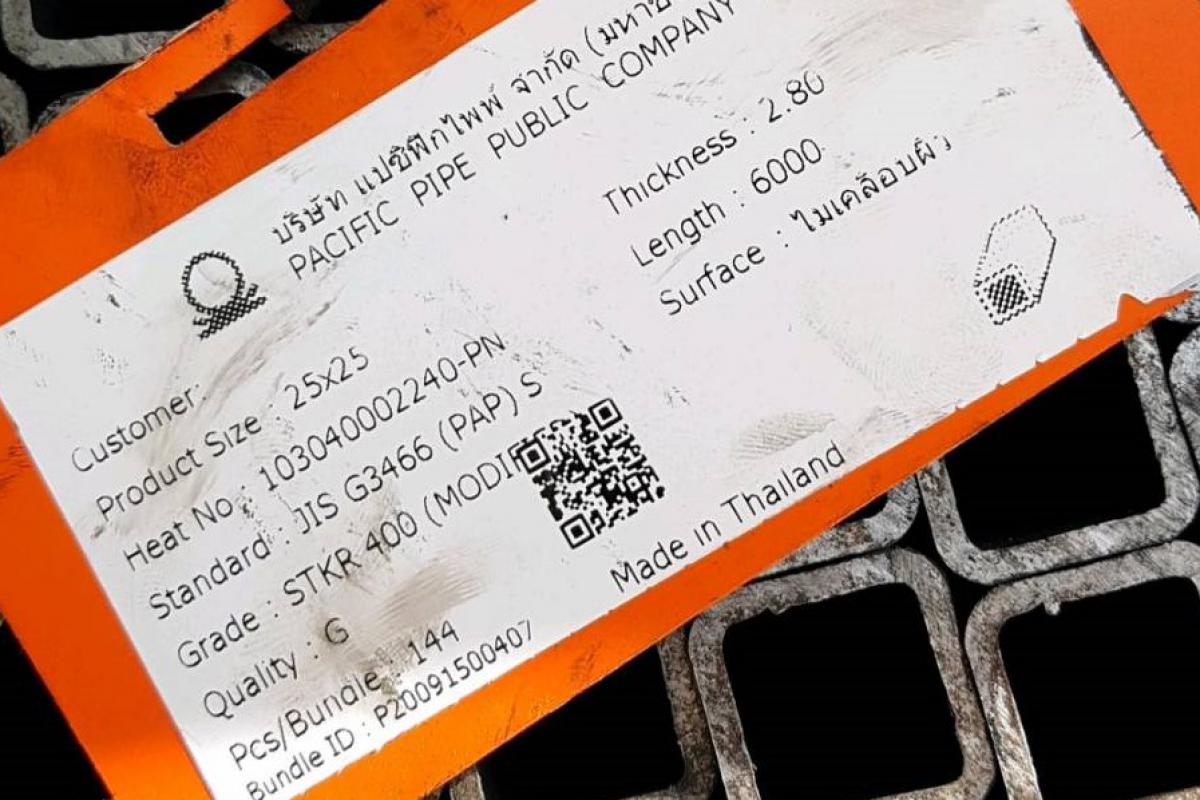 บริษัท แปซิฟิกไพพ์ จำกัด (มหาช
PACIFIC PIPE PUBLIC COMPANY
Customer :
Product Size : 25x25
Heat No : 103040002240-PN
Standard : JIS G3466 (PAP) S
Grade : STKR 400 (MODIF
Quality : G
Pcs/Bundle : 144
Bundle ID : P20091500407
Thickness : 2.80
Length : 6000
Surface : ไม่เคลือบผิว
Made in Thailand